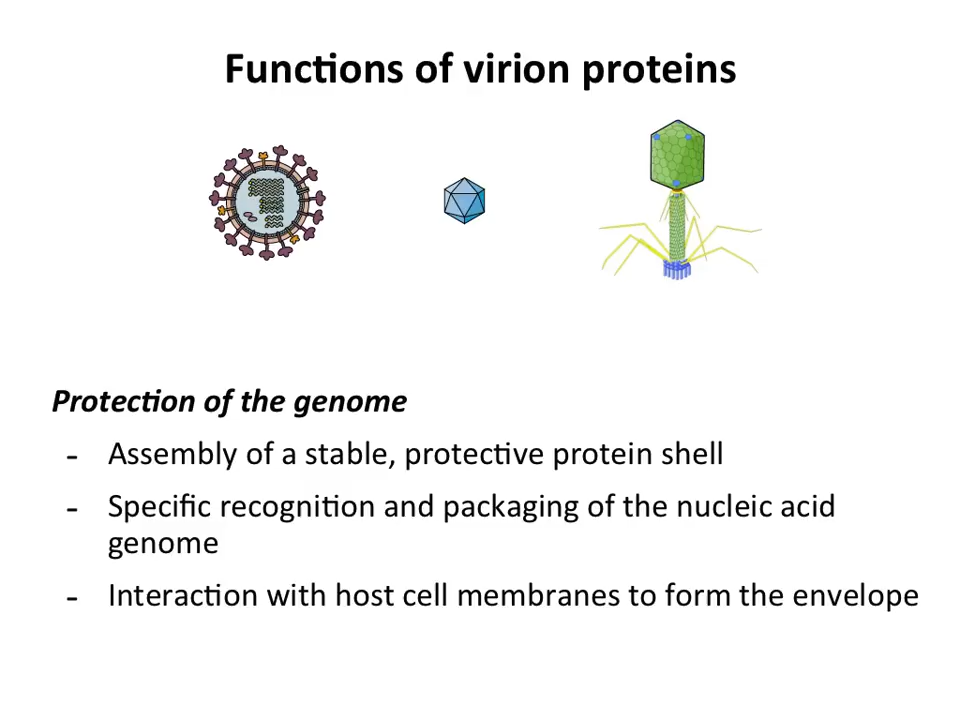 Functions of virion proteins
Protection of the genome
- Assembly of a stable, protective protein shell
- Specific recognition and packaging of the nucleic acid
genome
- Interaction with host cell membranes to form the envelope